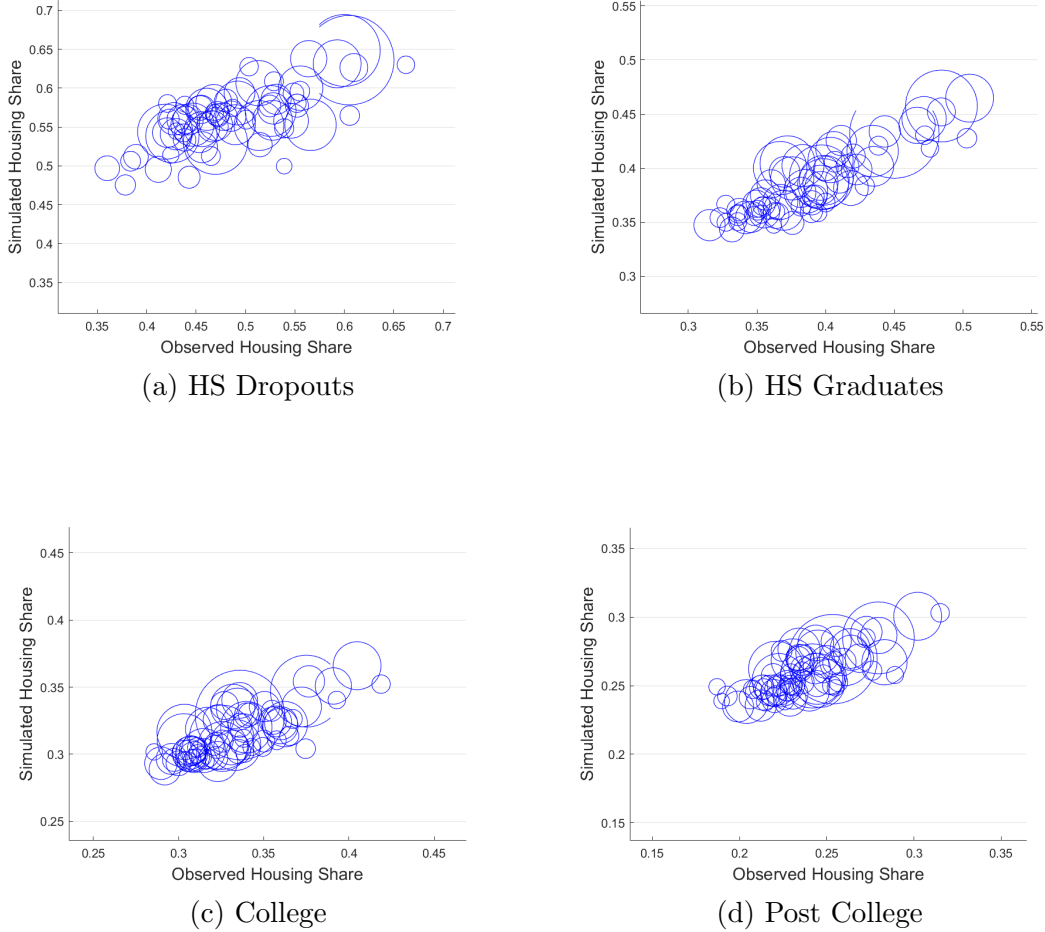 0.7
0.65
0.6
0.55
0.5
0.45
0.4
0.35
Simulated Housing Share
0.35 0.4 0.45 0.5 0.55 0.6 0.65 0.7
Observed Housing Share
(a) HS Dropouts
0.55
0.5
0.45
0.4
0.35
0.3
Simulated Housing Share
0.3 0.35 0.4 0.45 0.5 0.55
Observed Housing Share
(b) HS Graduates
0.45
0.4
0.35
0.3
0.25
Simulated Housing Share
0.25 0.3 0.35 0.4 0.45
Observed Housing Share
(c) College
0.35
0.3
0.25
0.2
0.15
Simulated Housing Share
0.15 0.2 0.25 0.3 0.35
Observed Housing Share
(d) Post College